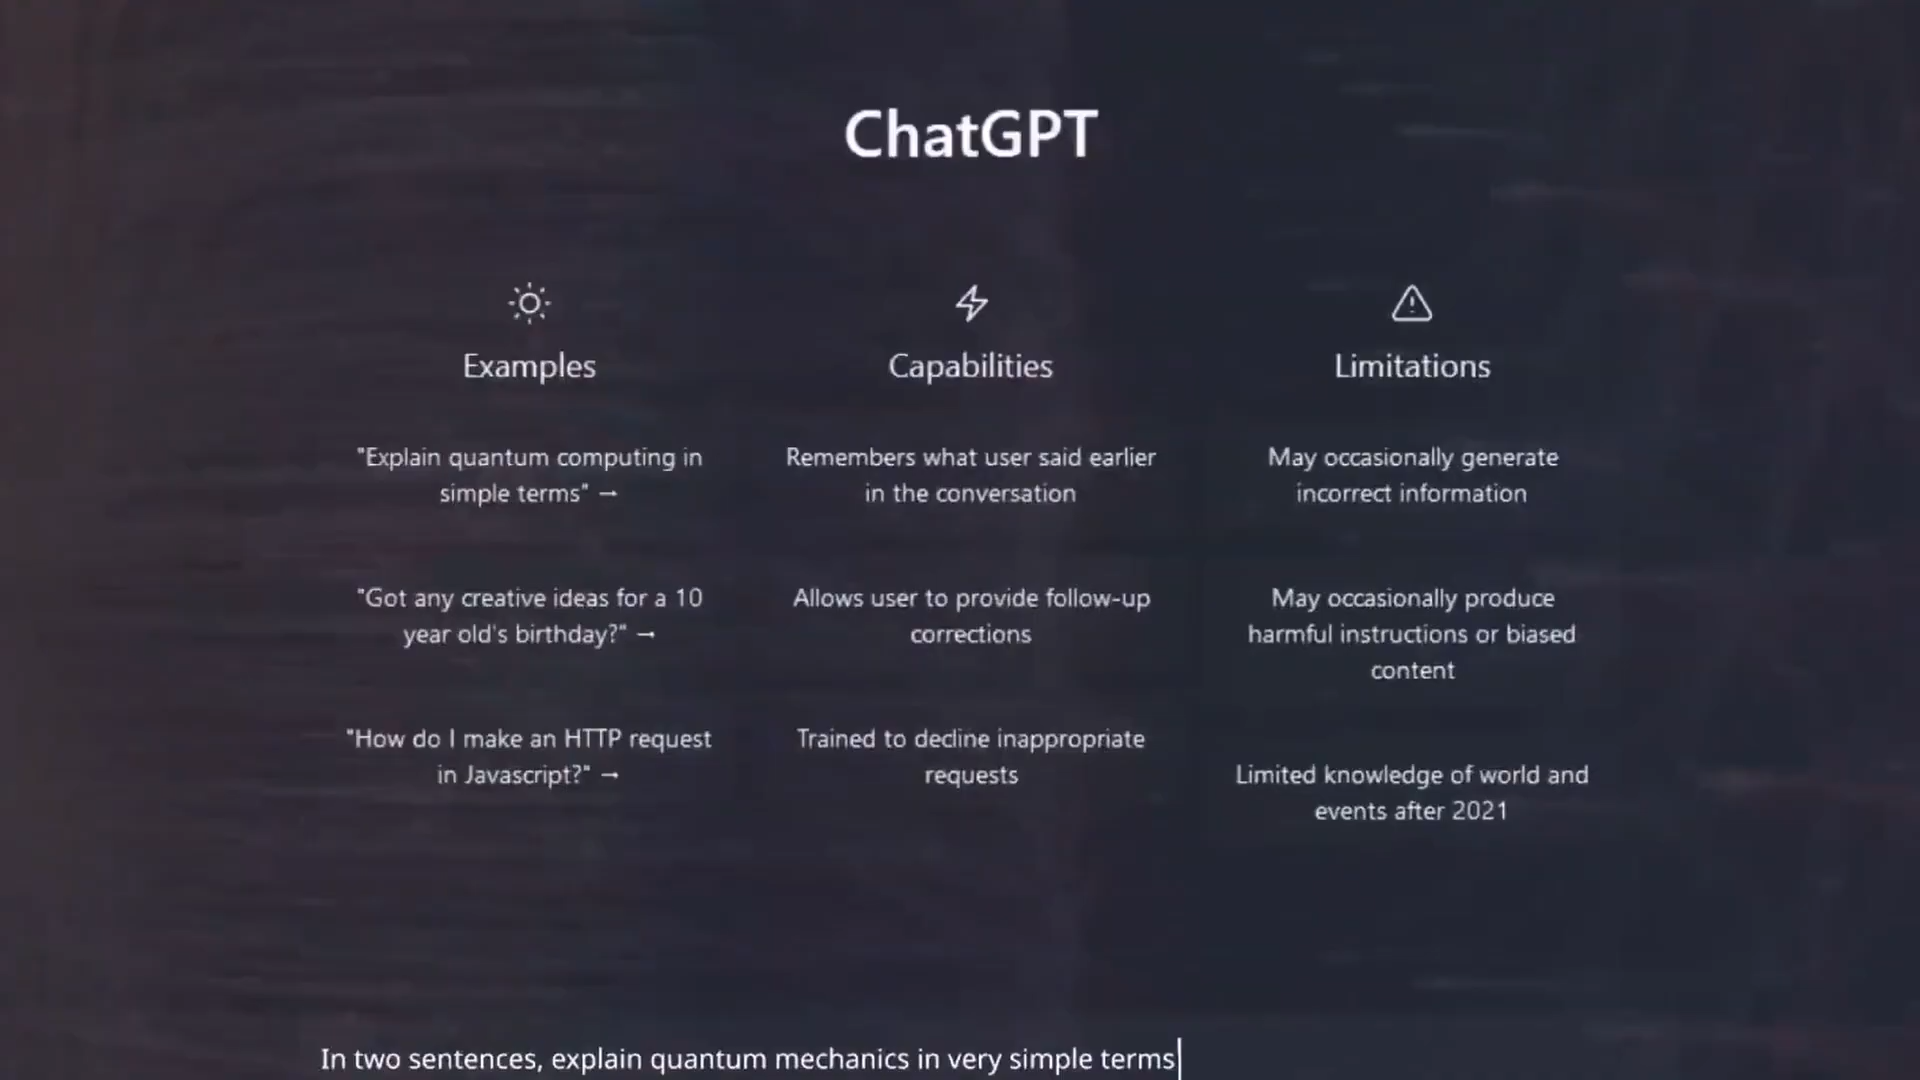 ChatGPT
Examples
"Explain quantum computing in
simple terms" →
"Got any creative ideas for a 10
year old's birthday?" →
"How do I make an HTTP request
in Javascript?" →
Capabilities
Remembers what user said earlier
in the conversation
Allows user to provide follow-up
corrections
Trained to decline inappropriate
requests
Limitations
May occasionally generate
incorrect information
May occasionally produce
harmful instructions or biased
content
Limited knowledge of world and
events after 2021
In two sentences, explain quantum mechanics in very simple terms